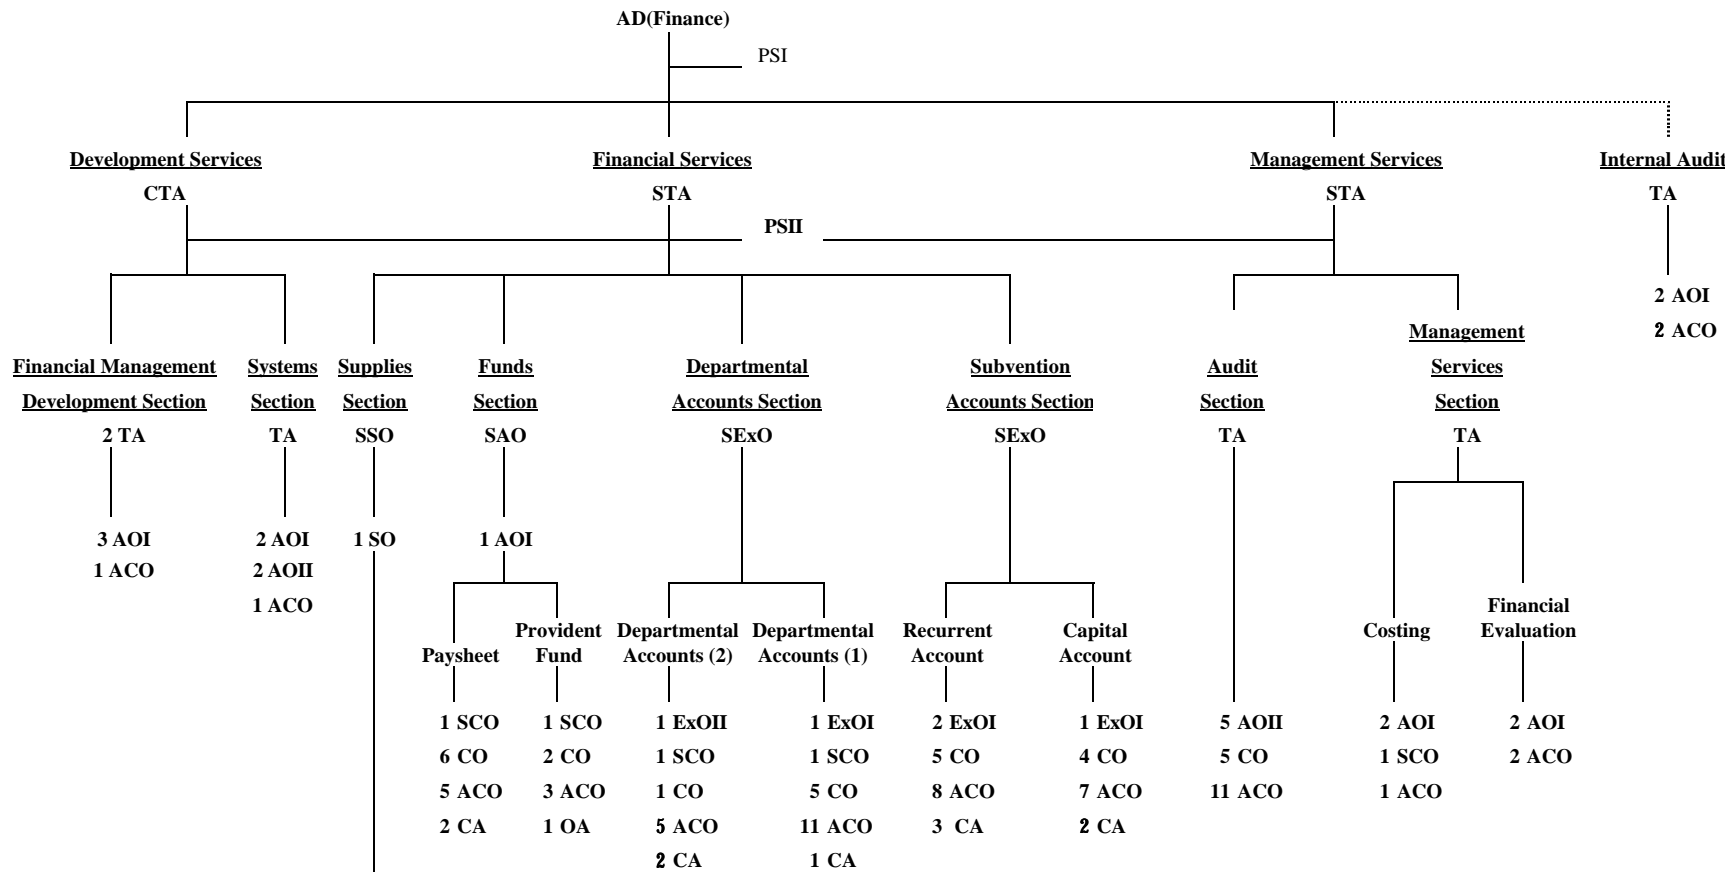 AD(Finance)
PSI
Development Services
CTA
Financial Services
STA
Management Services
STA
Internal Audit
TA
PSII
2 AOI
2 ACO
Financial Management
Development Section
2 TA
Systems
Section
TA
Supplies
Section
SSO
Funds
Section
SAO
Departmental
Accounts Section
SExO
Subvention
Accounts Section
SExO
Audit
Section
TA
Management
Services
Section
TA
3 AOI
1 ACO
2 AOI
2 AOII
1 ACO
1 SO
1 AOI
Paysheet
1 SCO
6 CO
5 ACO
2 CA
Provident
Fund
1 SCO
2 CO
3 ACO
1 OA
Departmental
Accounts (2)
1 ExOII
1 SCO
1 CO
5 ACO
2 CA
Departmental
Accounts (1)
1 ExOI
1 SCO
5 CO
11 ACO
1 CA
Recurrent
Account
2 ExOI
5 CO
8 ACO
3 CA
Capital
Account
1 ExOI
4 CO
7 ACO
2 CA
5 AOII
5 CO
11 ACO
Costing
2 AOI
1 SCO
1 ACO
Financial
Evaluation
2 AOI
2 ACO